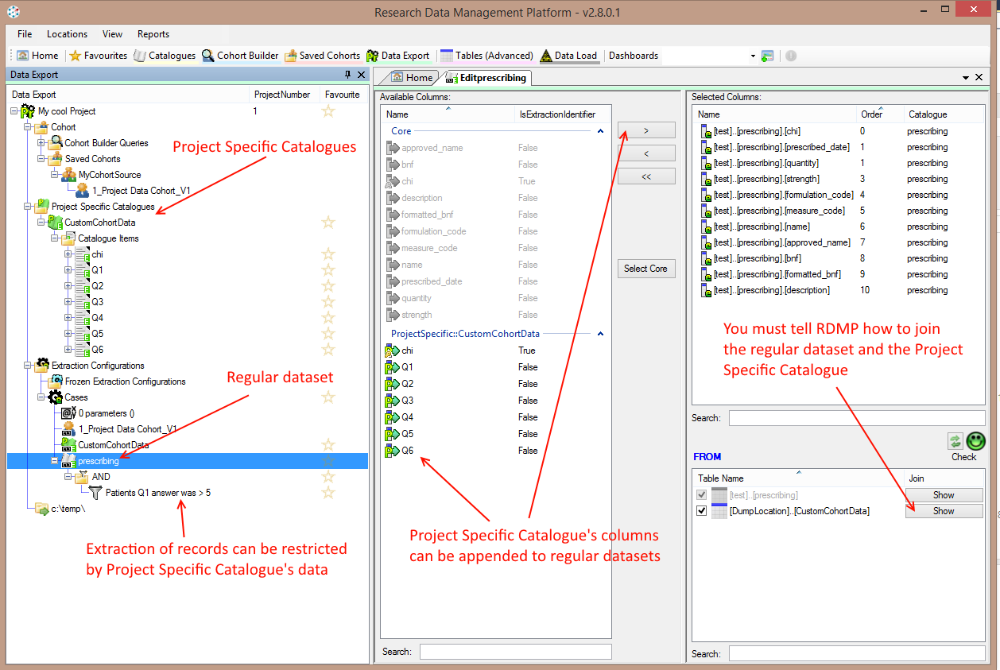 Research Data Management Platform - v2.8.0.1
File Locations View Reports
Home Favourites Catalogues Cohort Builder Saved Cohorts Data Export Tables (Advanced) Data Load Dashboards
Data Export
Data Export ProjectNumber Favourite
My cool Project 1
Cohort
Cohort Builder Queries
Saved Cohorts
MyCohortSource
1_Project Data Cohort_V1
Project Specific Catalogues
CustomCohortData
Catalogue Items
chi
Q1
Q2
Q3
Q4
Q5
Q6
Extraction Configurations
Frozen Extraction Configurations
Cases
0 parameters ()
1_Project Data Cohort_V1
CustomCohortData
prescribing
AND
Patients Q1 answer was > 5
c:\temp\
Project Specific Catalogues
Regular dataset
Extraction of records can be restricted
by Project Specific Catalogue's data
Home Editprescribing
Available Columns:
Name IsExtractionIdentifier
Core
approved_name False
bnf False
chi True
description False
formatted_bnf False
formulation_code False
measure_code False
name False
prescribed_date False
quantity False
strength False
ProjectSpecific::CustomCohortData
chi True
Q1 False
Q2 False
Q3 False
Q4 False
Q5 False
Q6 False
Project Specific Catalogue's columns
can be appended to regular datasets
Search:
>
<
<<
Select Core
Selected Columns:
Name Order Catalogue
[test]..[prescribing].[chi] 0 prescribing
[test]..[prescribing].[prescribed_date] 1 prescribing
[test]..[prescribing].[quantity] 1 prescribing
[test]..[prescribing].[strength] 3 prescribing
[test]..[prescribing].[formulation_code] 4 prescribing
[test]..[prescribing].[measure_code] 5 prescribing
[test]..[prescribing].[name] 6 prescribing
[test]..[prescribing].[approved_name] 7 prescribing
[test]..[prescribing].[bnf] 8 prescribing
[test]..[prescribing].[formatted_bnf] 9 prescribing
[test]..[prescribing].[description] 10 prescribing
You must tell RDMP how to join
the regular dataset and the Project
Specific Catalogue
Search:
Check
FROM
Table Name Join
[test]..[prescribing] Show
[DumpLocation]..[CustomCohortData] Show
Search: